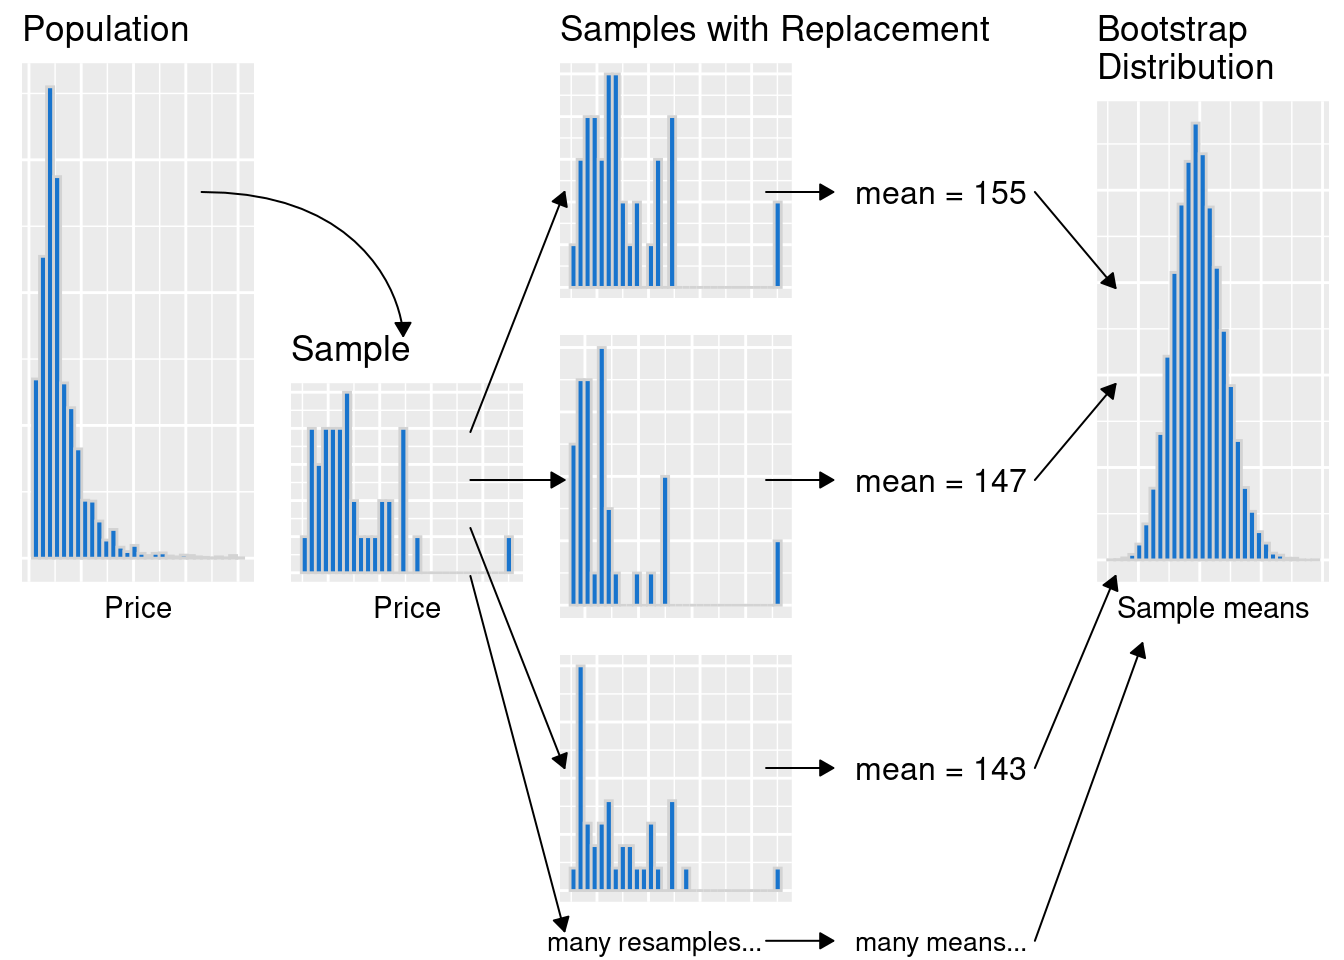 Population
Samples with Replacement
Bootstrap
Distribution
mean = 155
Sample
mean = 147
Price
Price
Sample means
mean = 143
many resamples...
many means...